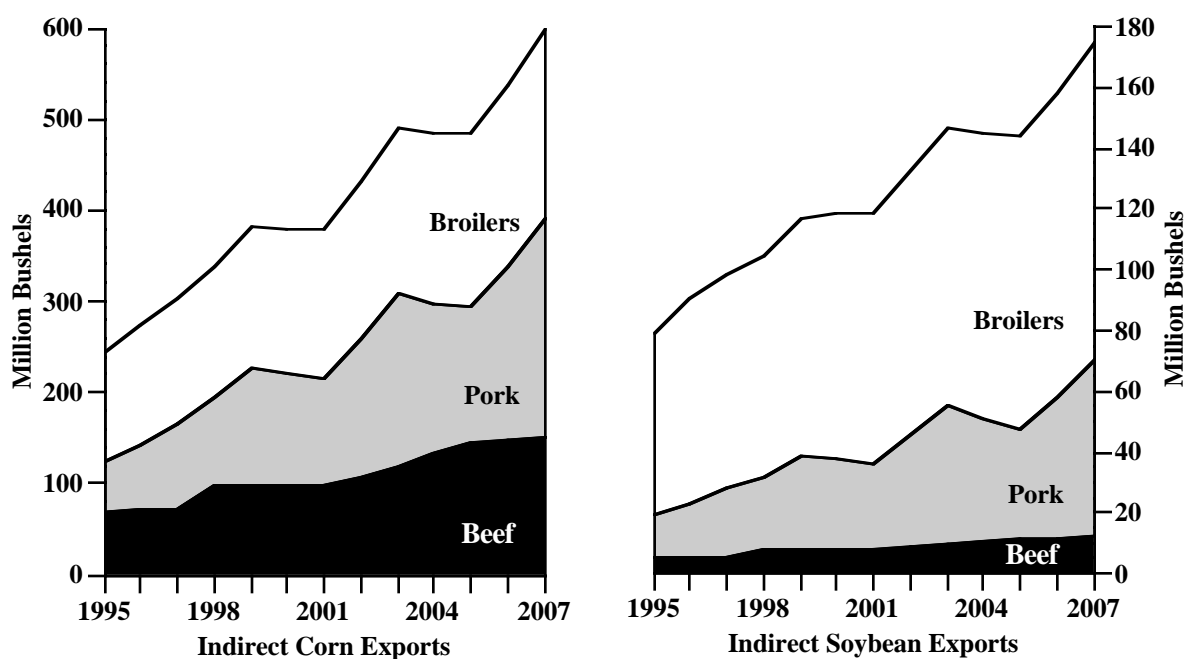 600
500
400
300
200
100
0
Million Bushels
Broilers
Pork
Beef
1995 1998 2001 2004 2007
Indirect Corn Exports
180
160
140
120
100
80
60
40
20
0
Million Bushels
Broilers
Pork
Beef
1995 1998 2001 2004 2007
Indirect Soybean Exports